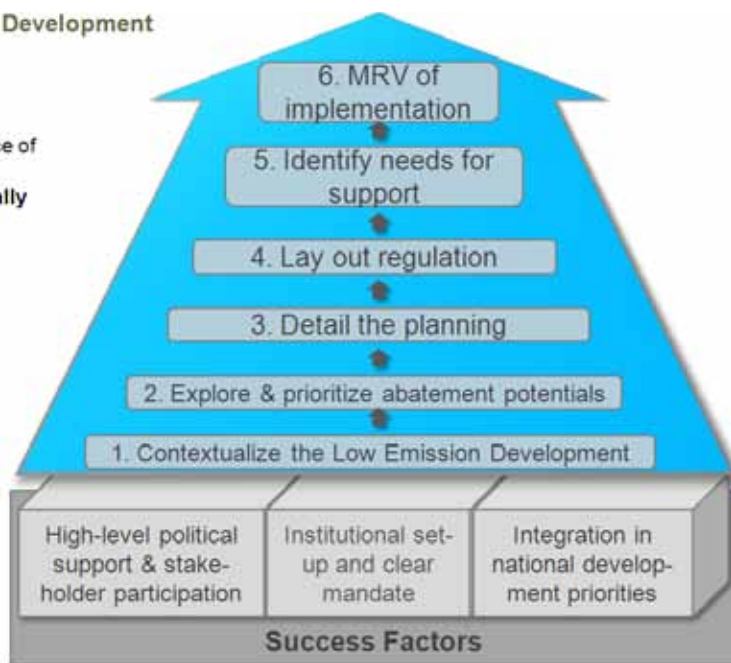 Development
ce of
ally
6. MRV of
implementation
5. Identify needs for
support
4. Lay out regulation
3. Detail the planning
2. Explore & prioritize abatement potentials
1. Contextualize the Low Emission Development
High-level political
support & stake-
holder participation
Institutional set-
up and clear
mandate
Integration in
national develop-
ment priorities
Success Factors